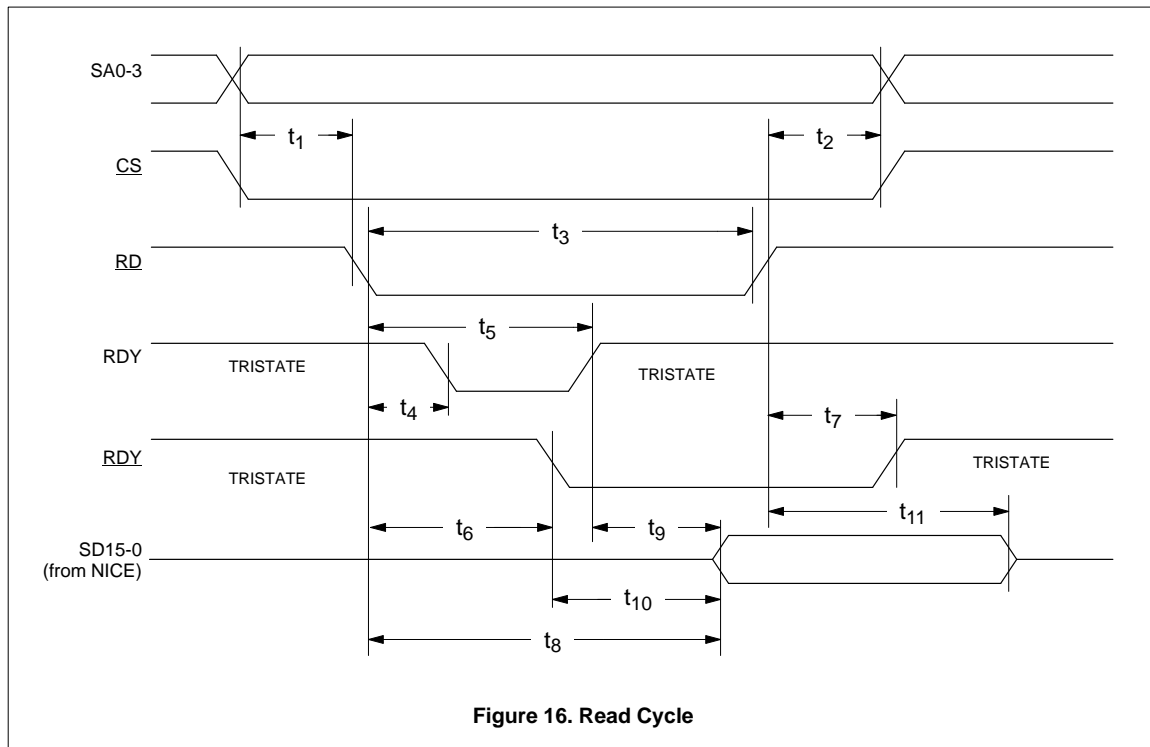 SA0-3
t1
t2
CS
t3
RD
t5
RDY
TRISTATE
TRISTATE
t4
t7
RDY
TRISTATE
TRISTATE
t6
t9
t11
SD15-0
(from NICE)
t10
t8
Figure 16. Read Cycle